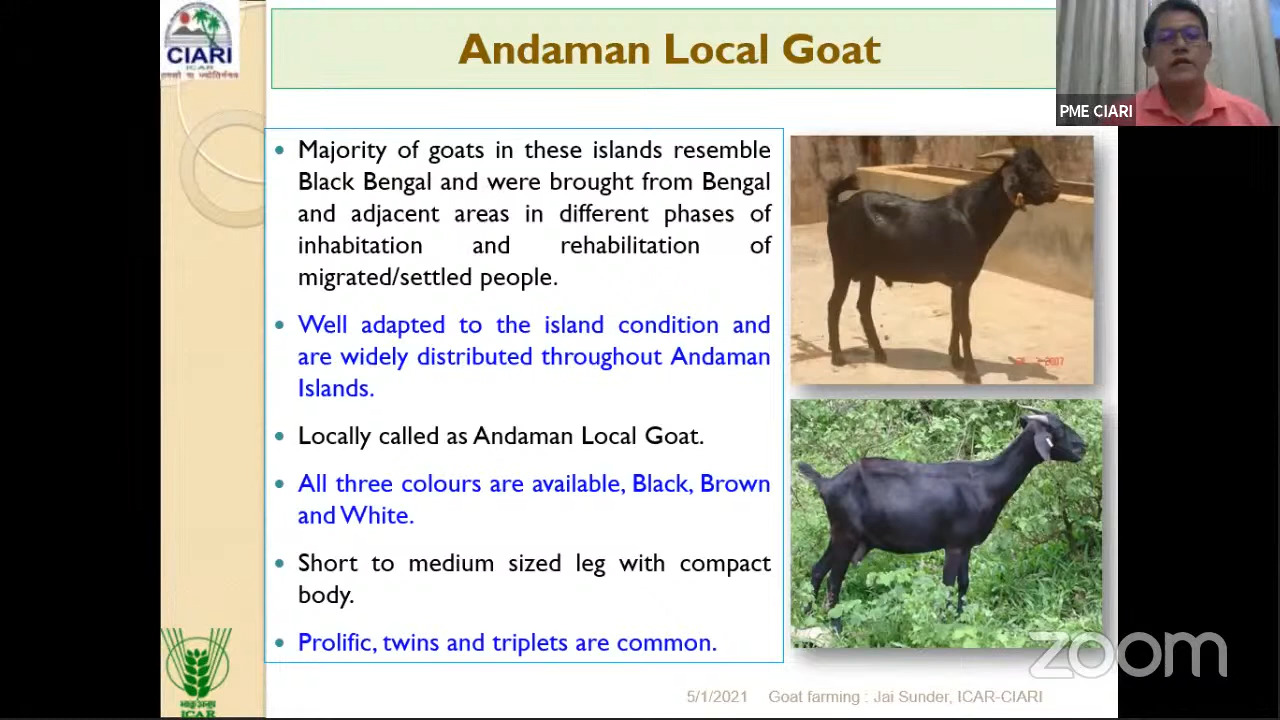 CIARI
ICAR
Andaman Local Goat
PME CIARI
• Majority of goats in these islands resemble
Black Bengal and were brought from Bengal
and adjacent areas in different phases of
inhabitation and rehabilitation of
migrated/settled people.
• Well adapted to the island condition and
are widely distributed throughout Andaman
Islands.
• Locally called as Andaman Local Goat.
• All three colours are available, Black, Brown
and White.
• Short to medium sized leg with compact
body.
• Prolific, twins and triplets are common.
2007
zoom
ICAR
5/1/2021 Goat farming : Jai Sunder, ICAR-CIARI